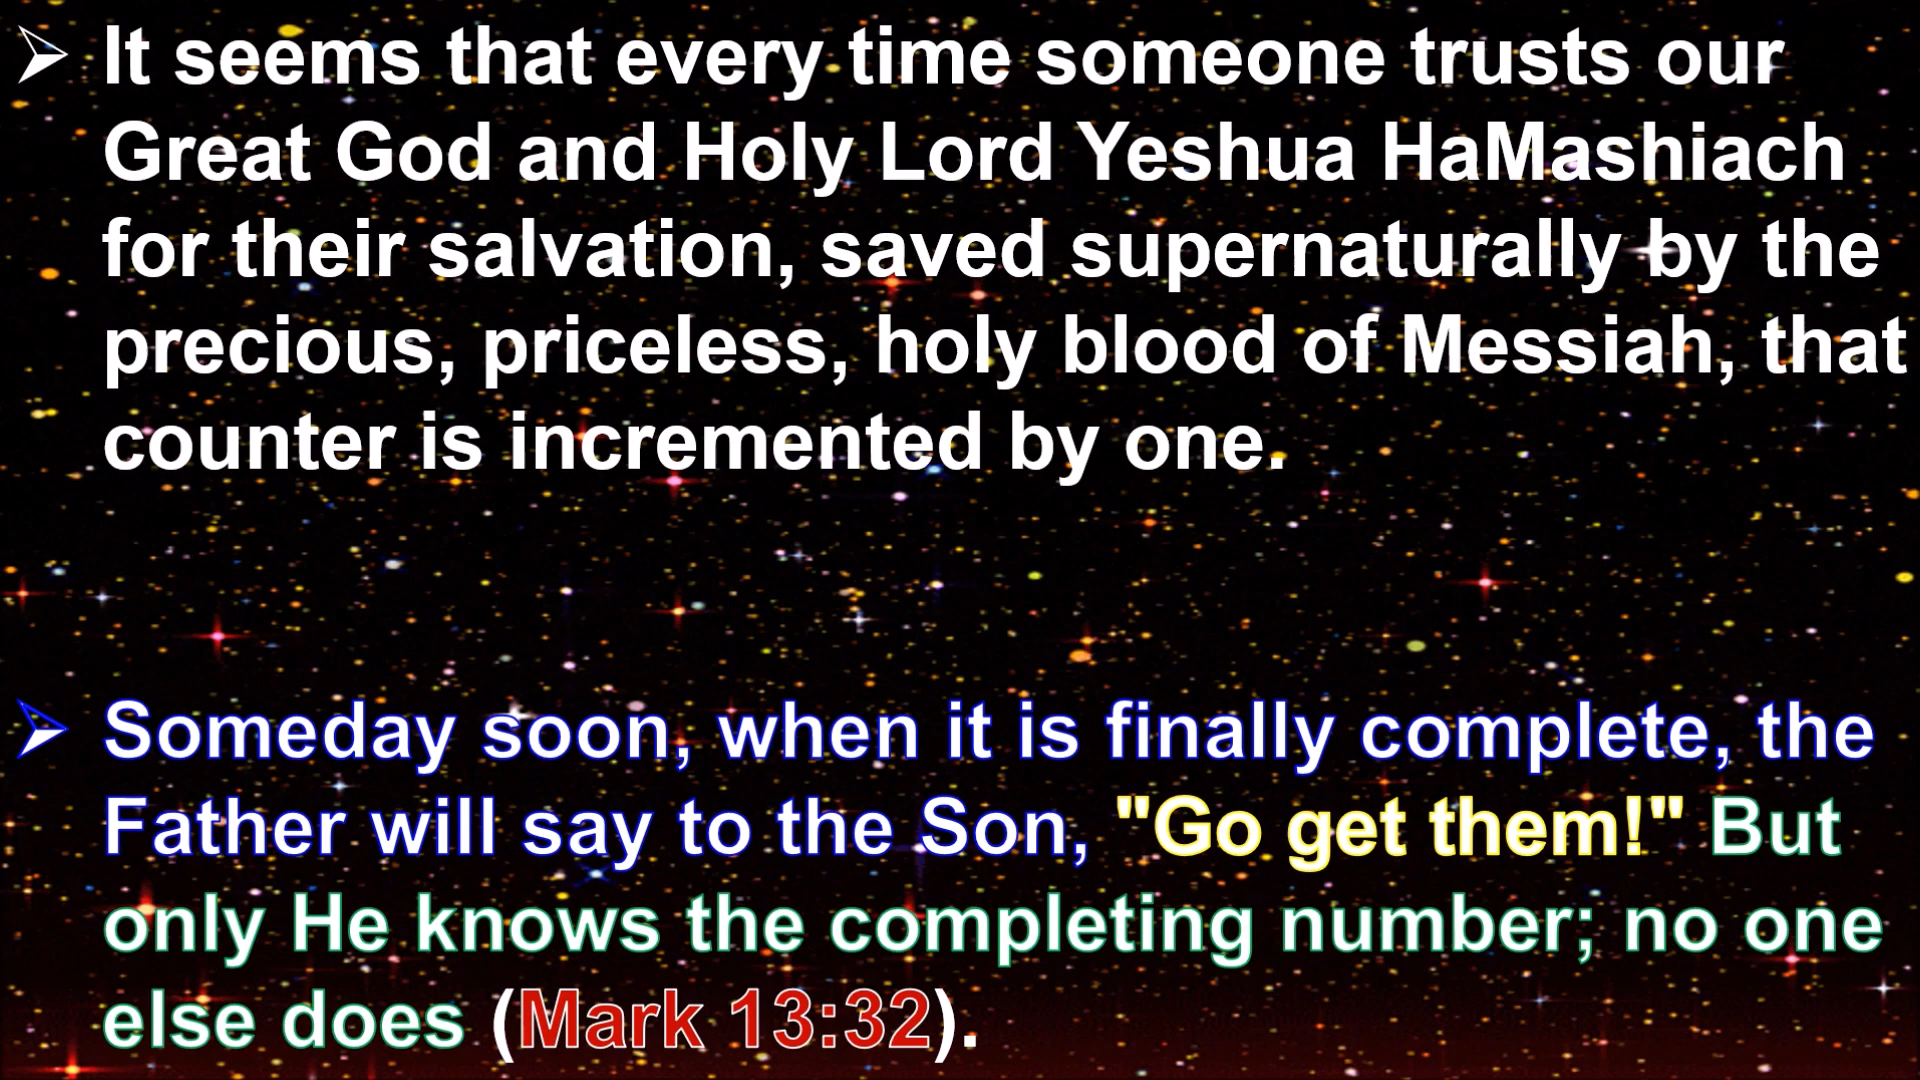 ➢ It seems that every time someone trusts our
Great God and Holy Lord Yeshua HaMashiach
for their salvation, saved supernaturally by the
precious, priceless, holy blood of Messiah, that
counter is incremented by one.
➢ Someday soon, when it is finally complete, the
Father will say to the Son, "Go get them!" But
only He knows the completing number; no one
else does (Mark 13:32).